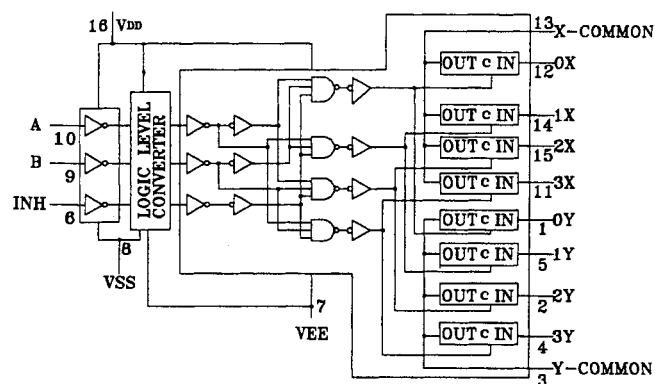 16 VDD
13 X-COMMON
OUT C IN
12 0X
A
10
OUT C IN
1X
14
B
9
LOGIC LEVEL CONVERTER
OUT C IN
2X
15
INH
6
OUT C IN
3X
11
OUT C IN
0Y
1
8
VSS
OUT C IN
1Y
5
7
VEE
OUT C IN
2Y
2
OUT C IN
3Y
4
Y-COMMON
3